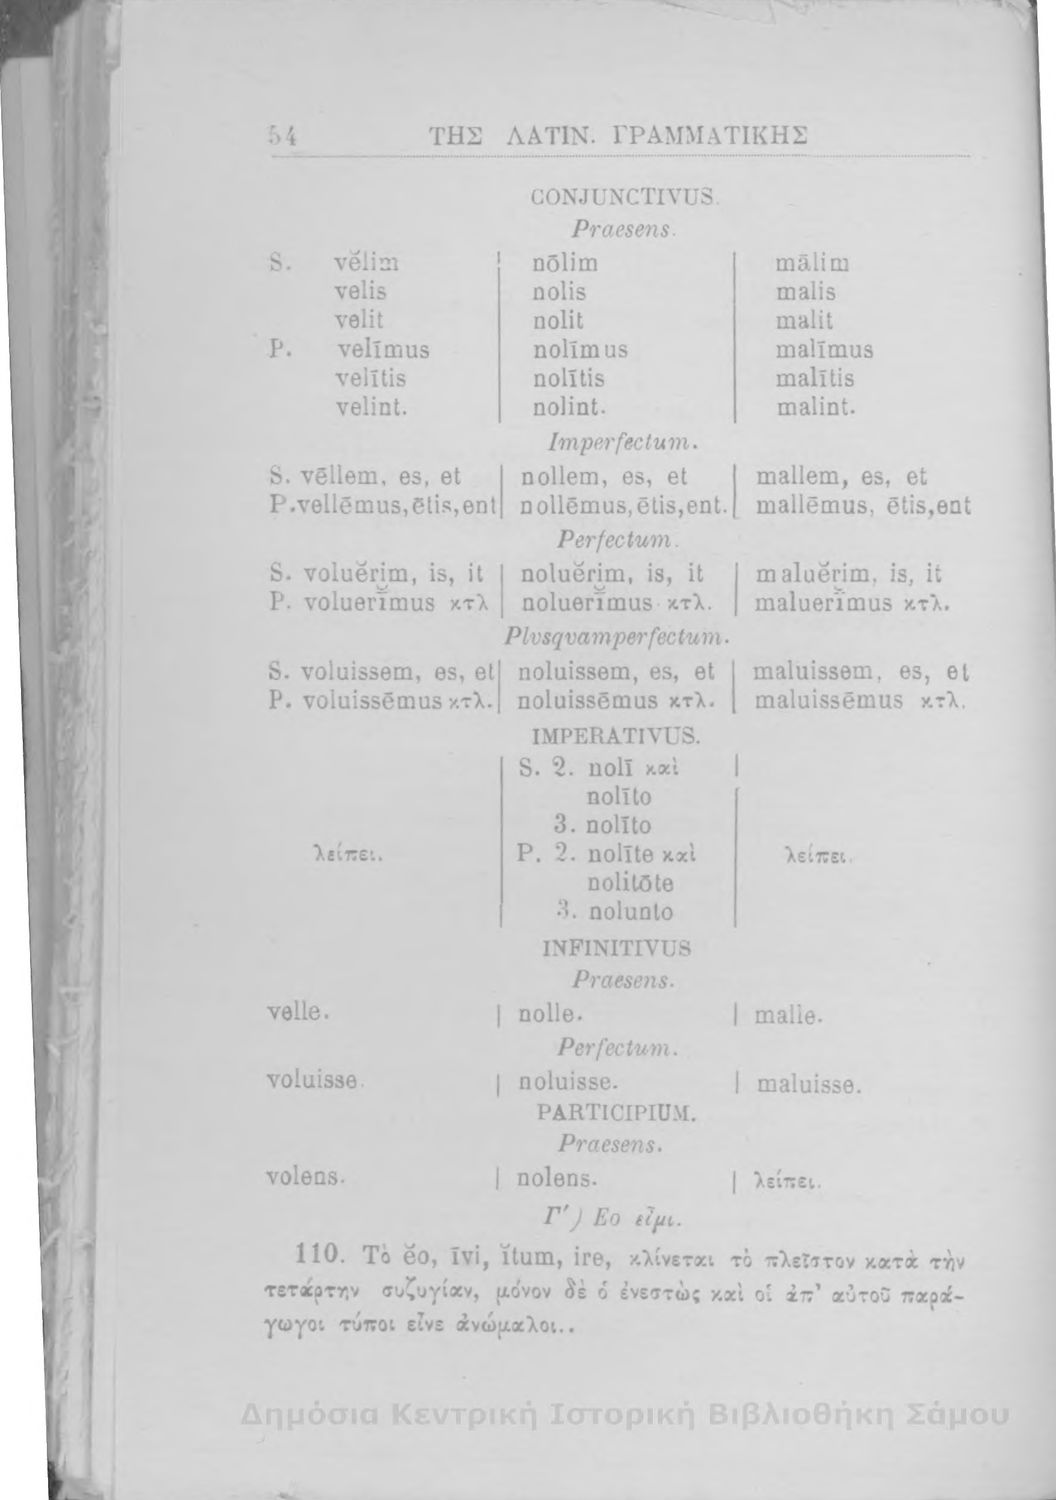 54 ΤΗΣ ΛΑΤΙΝ. ΓΡΑΜΜΑΤΙΚΗΣ
CONJUNCTIVUS.
Praesens.
S. vĕlim | nōlim | mālim
velis | nolis | malis
velit | nolit | malit
P. velīmus | nolīmus | malīmus
velītis | nolītis | malītis
velint. | nolint. | malint.
Imperfectum.
S. vēllem, es, et | nollem, es, et | mallem, es, et
P. vellēmus, ētis, ent | nollēmus, ētis, ent. | mallēmus, ētis, ent
Perfectum.
S. voluĕrim, is, it | noluĕrim, is, it | maluĕrim, is, it
P. voluerīmus κτλ | noluerīmus κτλ. | maluerīmus κτλ.
Plvsqvamperfectum.
S. voluissem, es, et | noluissem, es, et | maluissem, es, et
P. voluissēmus κτλ. | noluissēmus κτλ. | maluissēmus κτλ.
IMPERATIVUS.
S. 2. nolī καὶ
nolīto
3. nolīto
λείπει. | P. 2. nolīte καὶ | λείπει.
nolitōte
3. nolunto
INFINITIVUS
Praesens.
velle. | nolle. | malle.
Perfectum.
voluisse. | noluisse. | maluisse.
PARTICIPIUM.
Praesens.
volens. | nolens. | λείπει.
Γ') Eo εἶμι.
110. Τὸ ĕo, īvi, ĭtum, ire, κλίνεται τὸ πλεῖστον κατὰ τὴν
τετάρτην συζυγίαν, μόνον δὲ ὁ ἐνεστὼς καὶ οἱ ἀπ' αὐτοῦ παρά-
γωγοι τύποι εἶνε ἀνώμαλοι..
Δημόσια Κεντρική Ιστορική Βιβλιοθήκη Σάμου